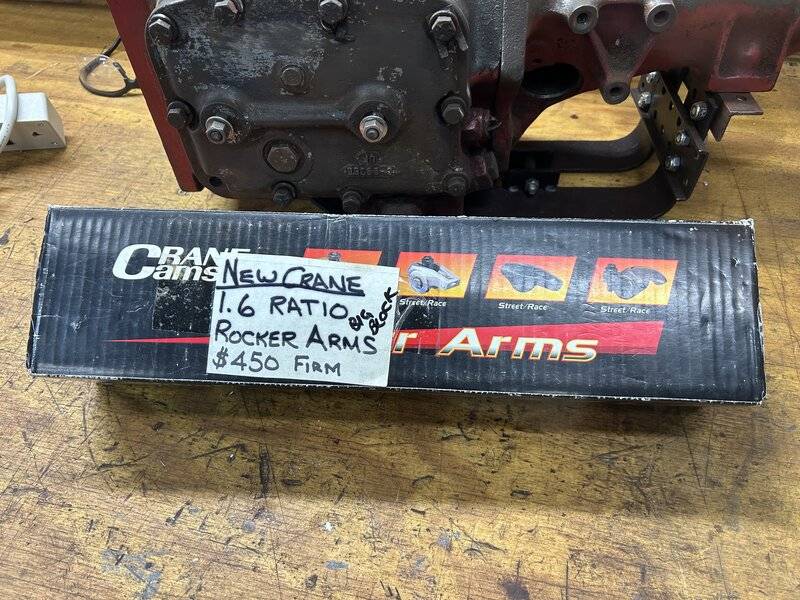 CRANE
Cams
NEW CRANE
1.6 RATIO
BIG BLOCK
ROCKER ARMS
$450 FIRM
Street/Race
Street/Race
Street/Race
r Arms